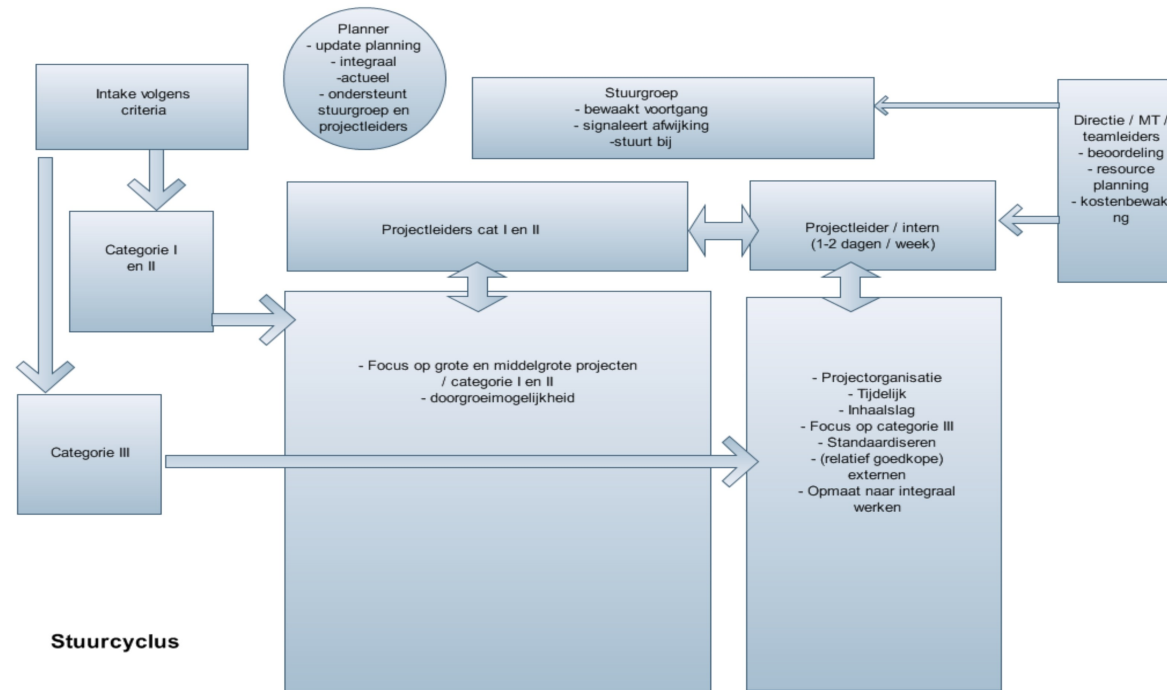 Planner
- update planning
- integraal
-actueel
- ondersteunt
stuurgroep en
projectleiders
Intake volgens
criteria
Stuurgroep
- bewaakt voortgang
- signaleert afwijking
-stuurt bij
Directie / MT /
teamleiders
- beoordeling
- resource
planning
- kostenbewaki
ng
Categorie I
en II
Projectleiders cat I en II
Projectleider / intern
(1-2 dagen / week)
- Focus op grote en middelgrote projecten
/ categorie I en II
- doorgroeimogelijkheid
- Projectorganisatie
- Tijdelijk
- Inhaalslag
- Focus op categorie III
- Standaardiseren
- (relatief goedkope)
externen
- Opmaat naar integraal
werken
Categorie III
Stuurcyclus